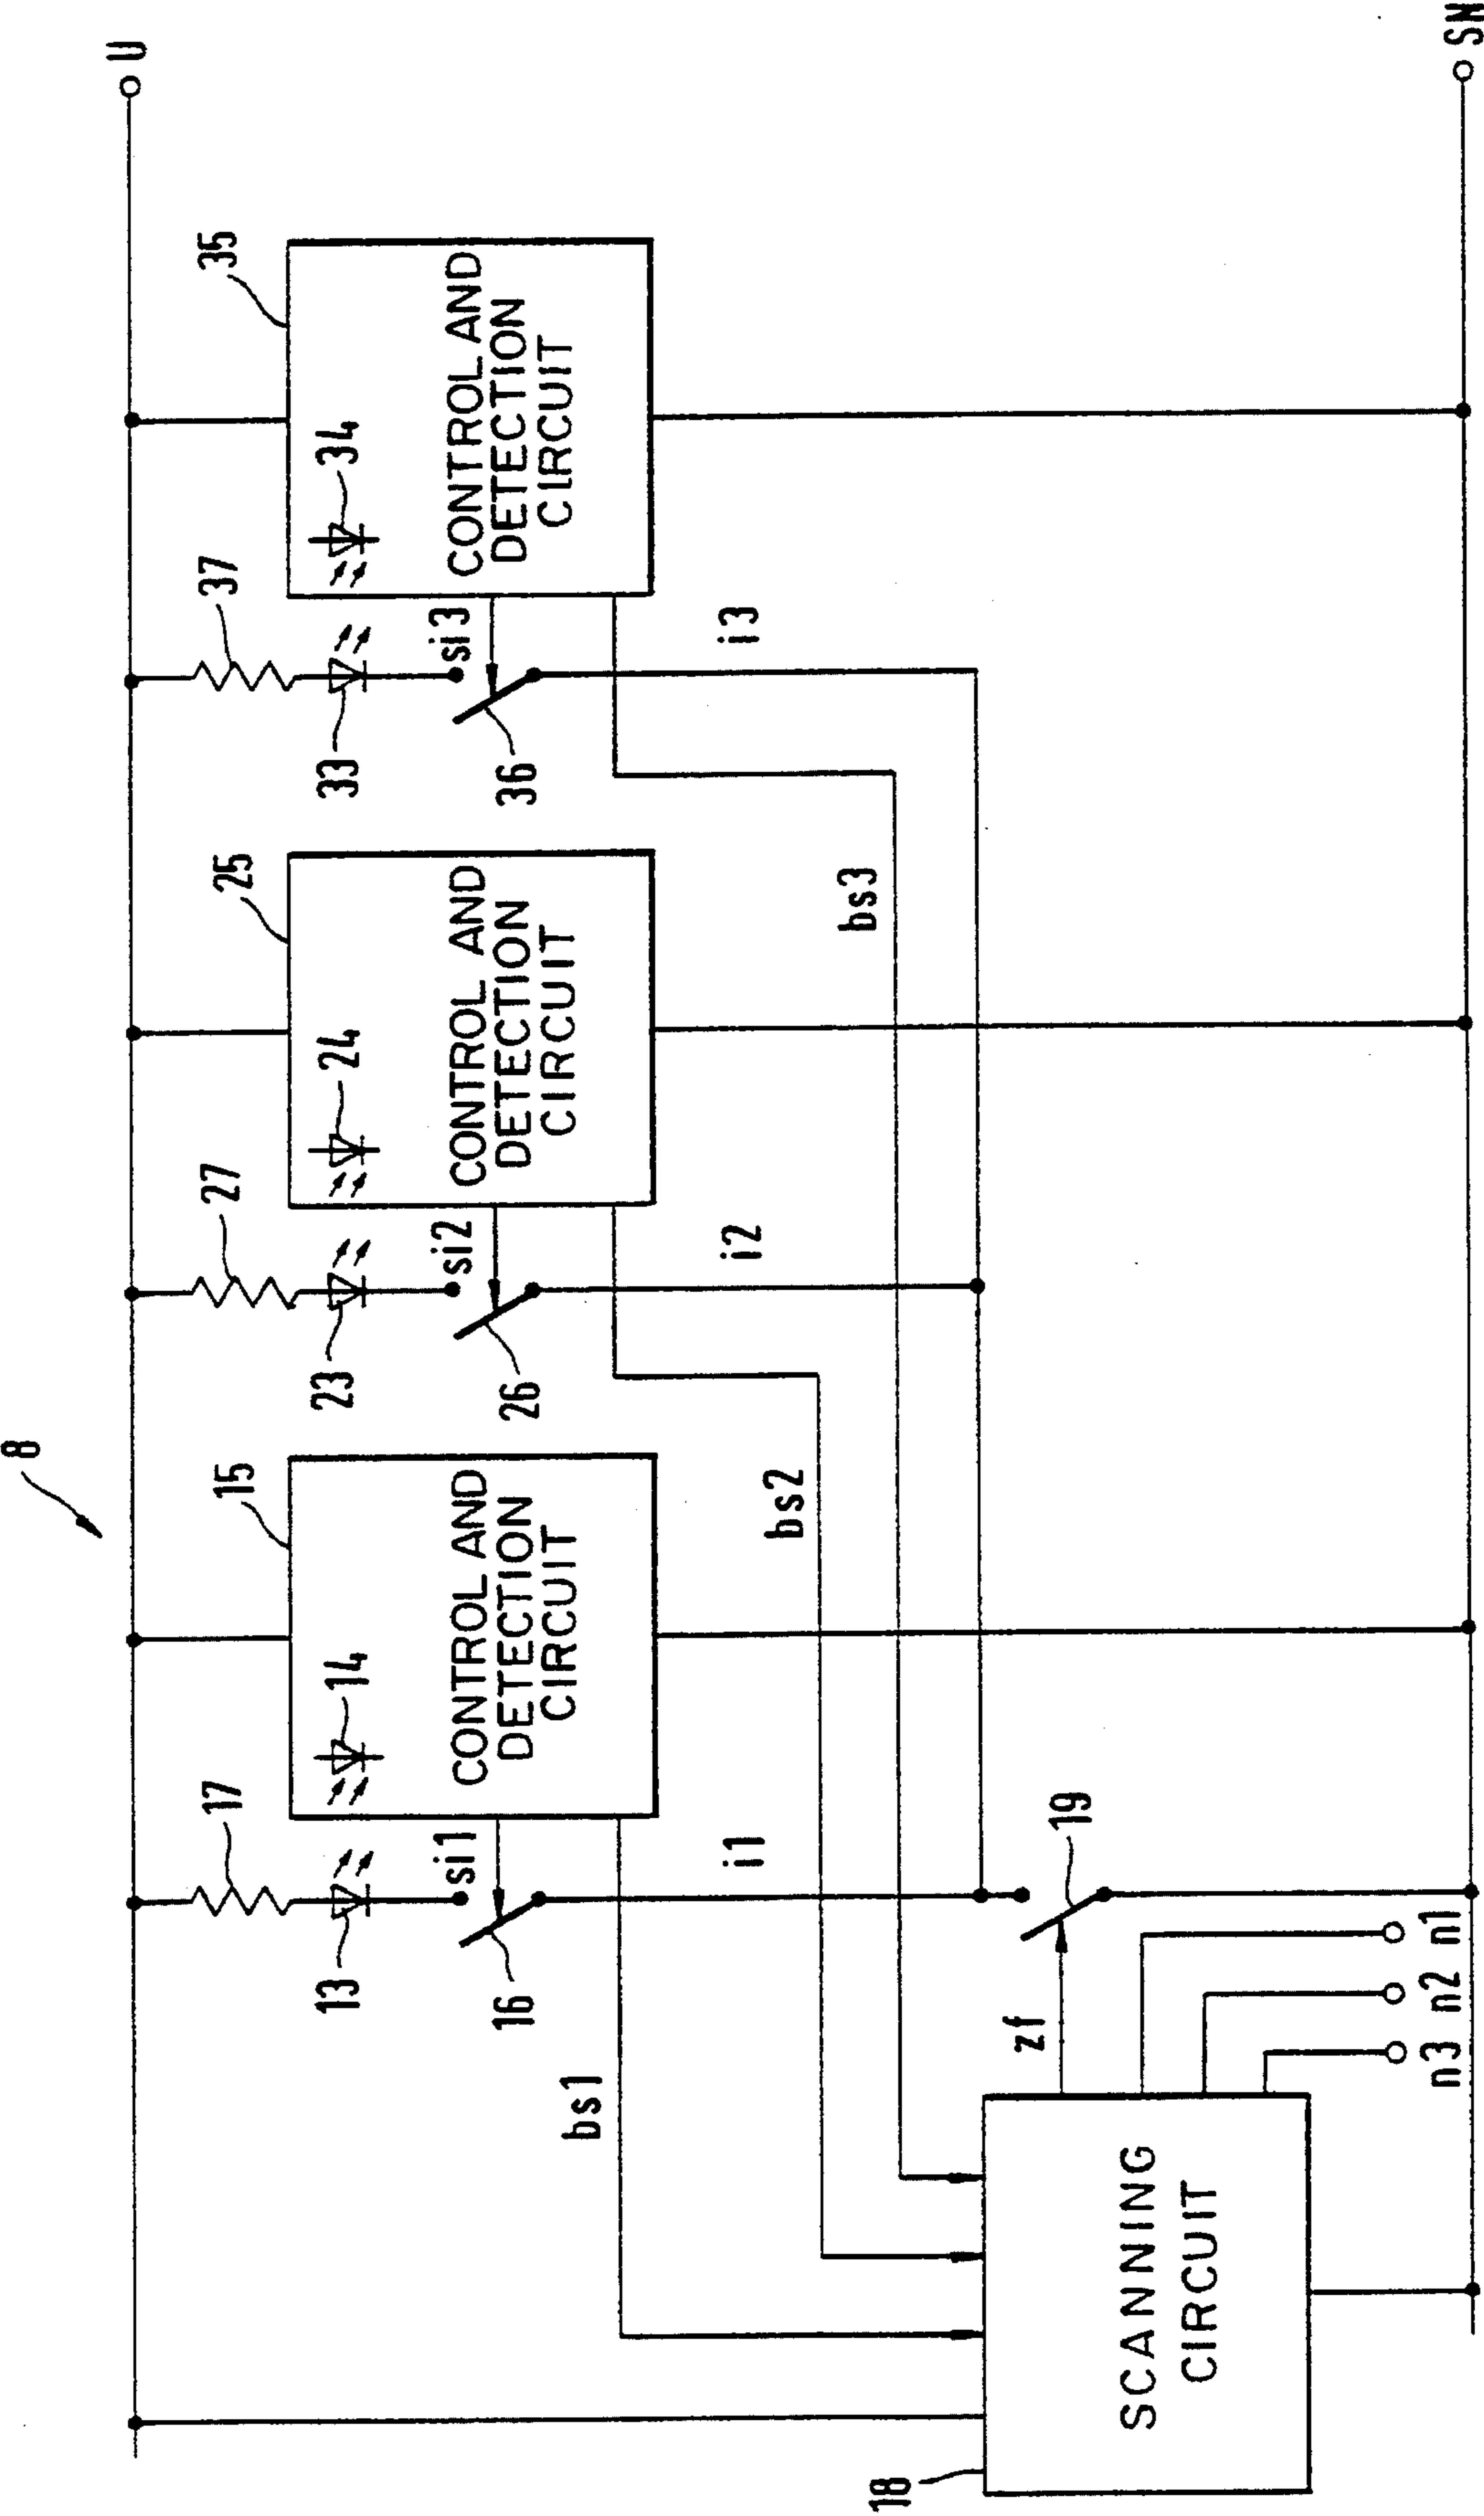 8
U
17
27
37
13
14
15
23
24
25
33
34
35
CONTROL AND
DETECTION
CIRCUIT
CONTROL AND
DETECTION
CIRCUIT
CONTROL AND
DETECTION
CIRCUIT
si1
si2
si3
16
26
36
bs1
i1
bs2
i2
bs3
i3
18
SCANNING
CIRCUIT
zf
19
n3
n2
n1
SN